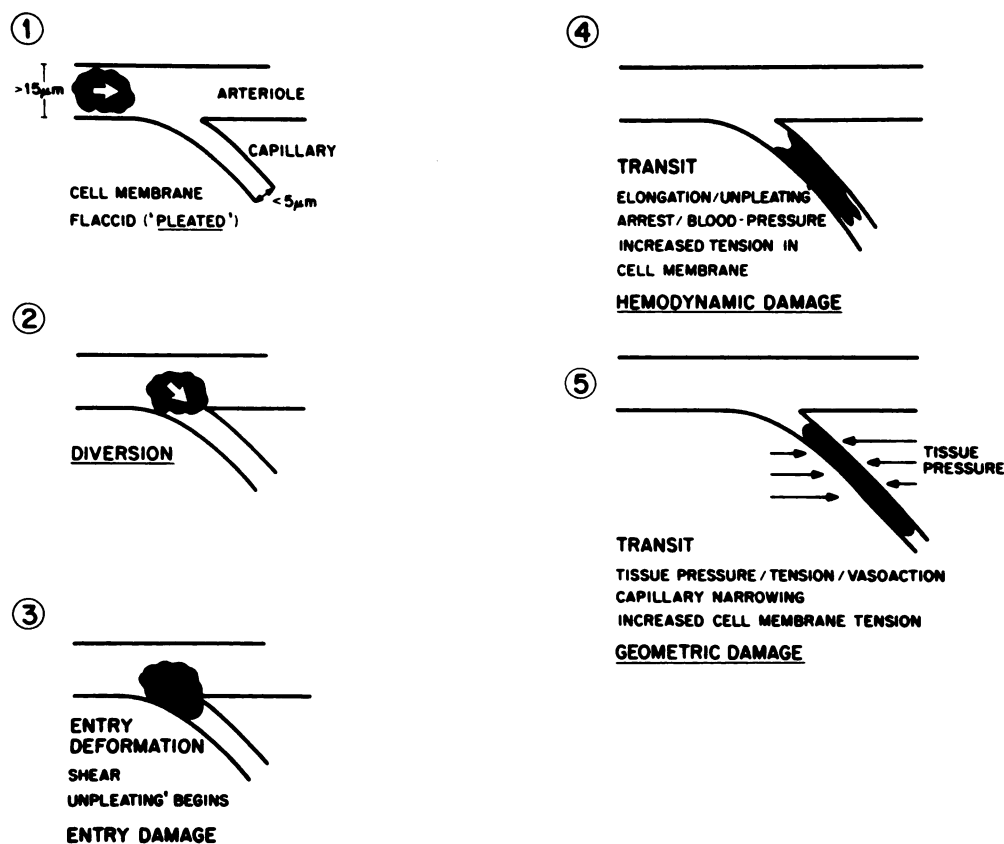 1
>15μm
ARTERIOLE
CAPILLARY
<5μm
CELL MEMBRANE
FLACCID ('PLEATED')
2
DIVERSION
3
ENTRY
DEFORMATION
SHEAR
UNPLEATING' BEGINS
ENTRY DAMAGE
4
TRANSIT
ELONGATION/UNPLEATING
ARREST/BLOOD-PRESSURE
INCREASED TENSION IN
CELL MEMBRANE
HEMODYNAMIC DAMAGE
5
TISSUE
PRESSURE
TRANSIT
TISSUE PRESSURE/TENSION/VASOACTION
CAPILLARY NARROWING
INCREASED CELL MEMBRANE TENSION
GEOMETRIC DAMAGE